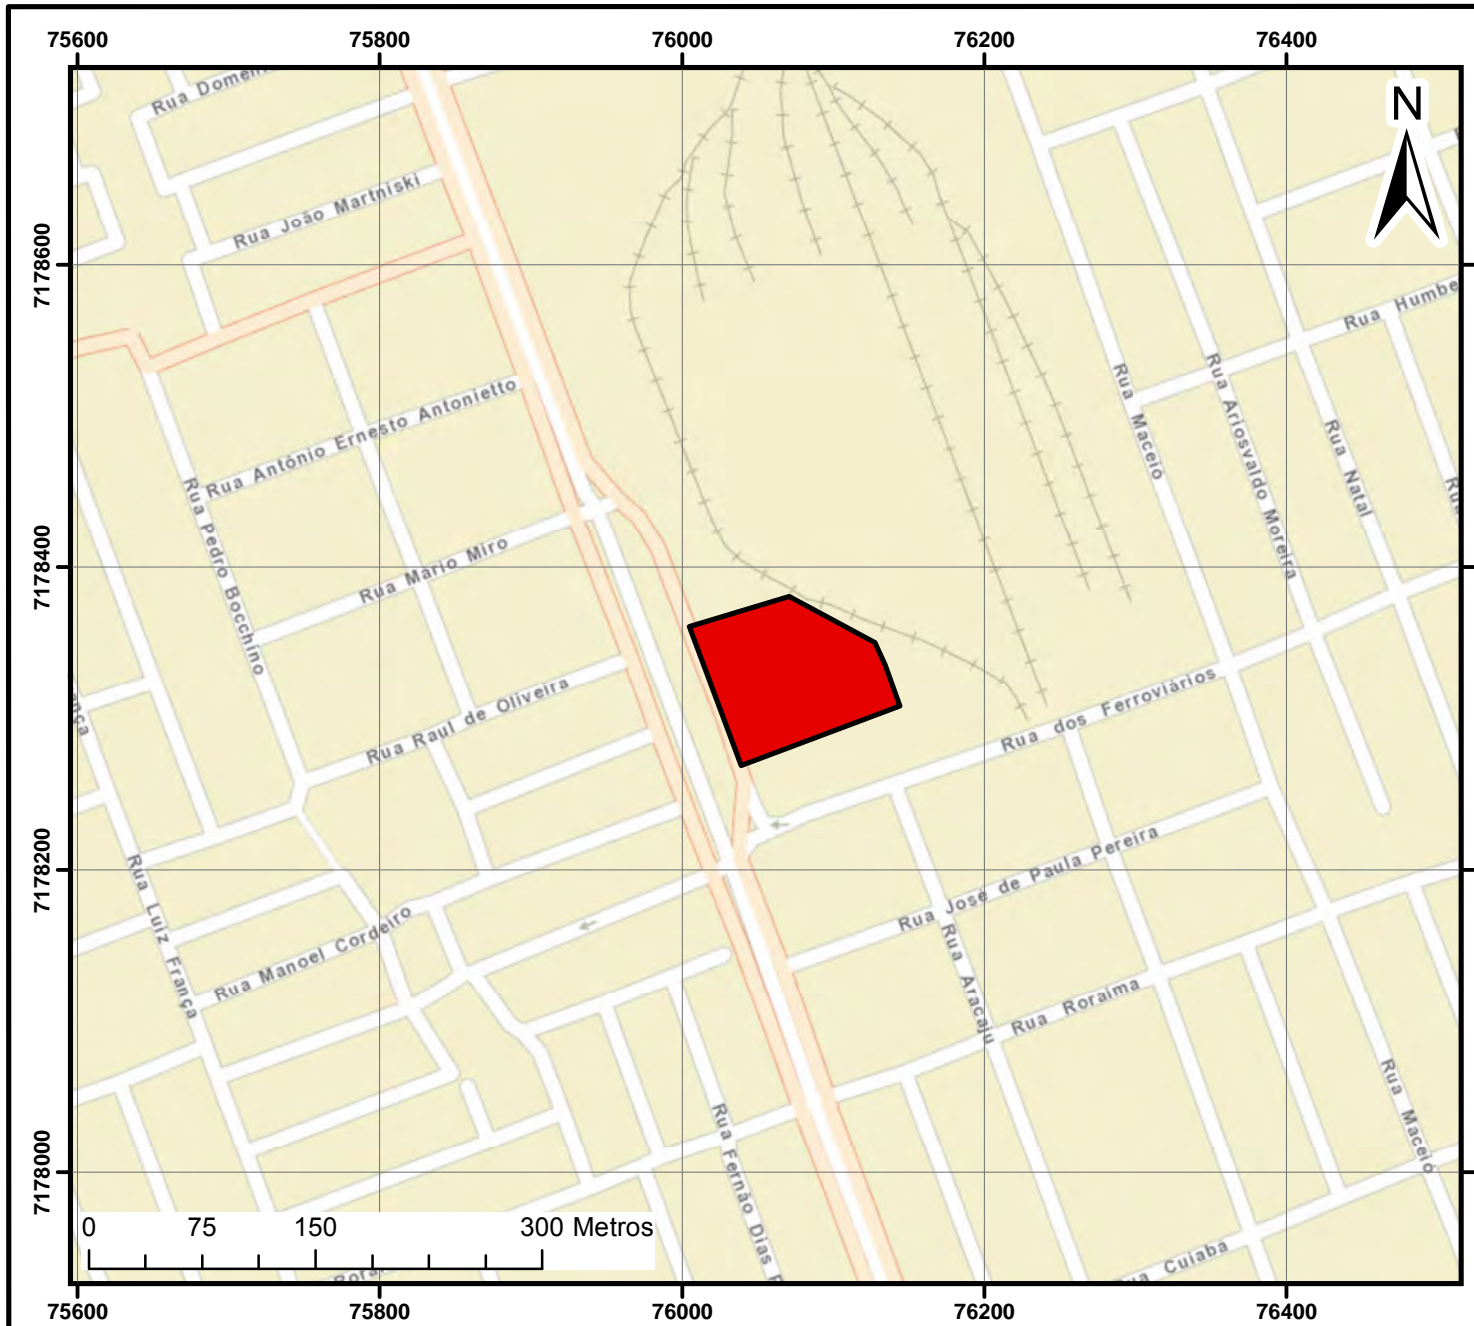 75600 75800 76000 76200 76400
N
Rua João Martniski
7178600
Rua Humbe
Rua Maceió
Rua Ariosvaldo Moreira
Rua Natal
Rua António Ernesto Antonietto
Rua Pedro Bocchino
Rua Mario Miro
7178400
Rua Raul de Oliveira
Rua dos Ferroviários
Rua José de Paula Pereira
7178200
Rua Luiz França
Rua Manoel Cordeiro
Rua Aracaju
Rua Roraima
Rua Maceió
Rua Fernão Dias
7178000
0 75 150 300 Metros
Cuiabá
75600 75800 76000 76200 76400